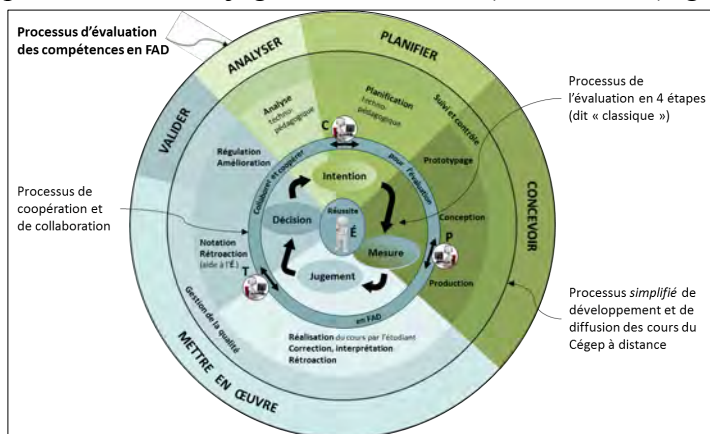 Processus d'évaluation
des compétences en FAD
ANALYSER
PLANIFIER
CONCEVOIR
METTRE EN ŒUVRE
VALIDER
Analyse
techno-
pédagogique
Planification
techno-
pédagogique
Suivi et contrôle
Prototypage
Conception
Production
Gestion de la qualité
Régulation
Amélioration
Notation
Rétroaction
(aide à l'É.)
Réalisation du cours par l'étudiant
Correction, interprétation
Rétroaction
Collaborer et coopérer
pour l'évaluation
en FAD
C
P
T
Intention
Mesure
Jugement
Décision
Réussite
É
Processus de
l'évaluation en 4 étapes
(dit « classique »)
Processus de
coopération et
de collaboration
Processus simplifié de
développement et de
diffusion des cours du
Cégep à distance